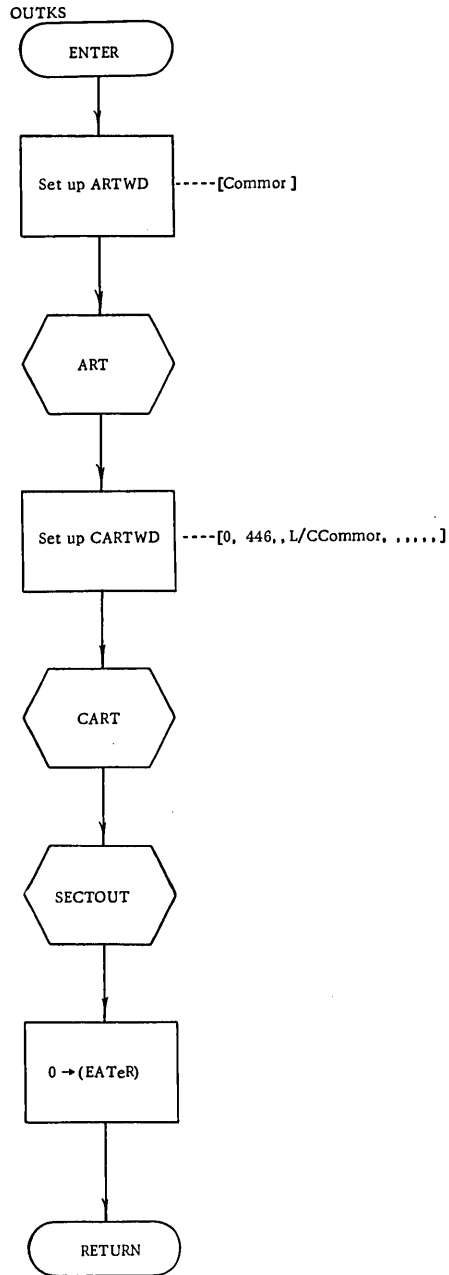 OUTKS
ENTER
Set up ARTWD -----[Commor ]
ART
Set up CARTWD ----[0, 446,, L/CCommor, ,,,,,]
CART
SECTOUT
0 → (EATeR)
RETURN